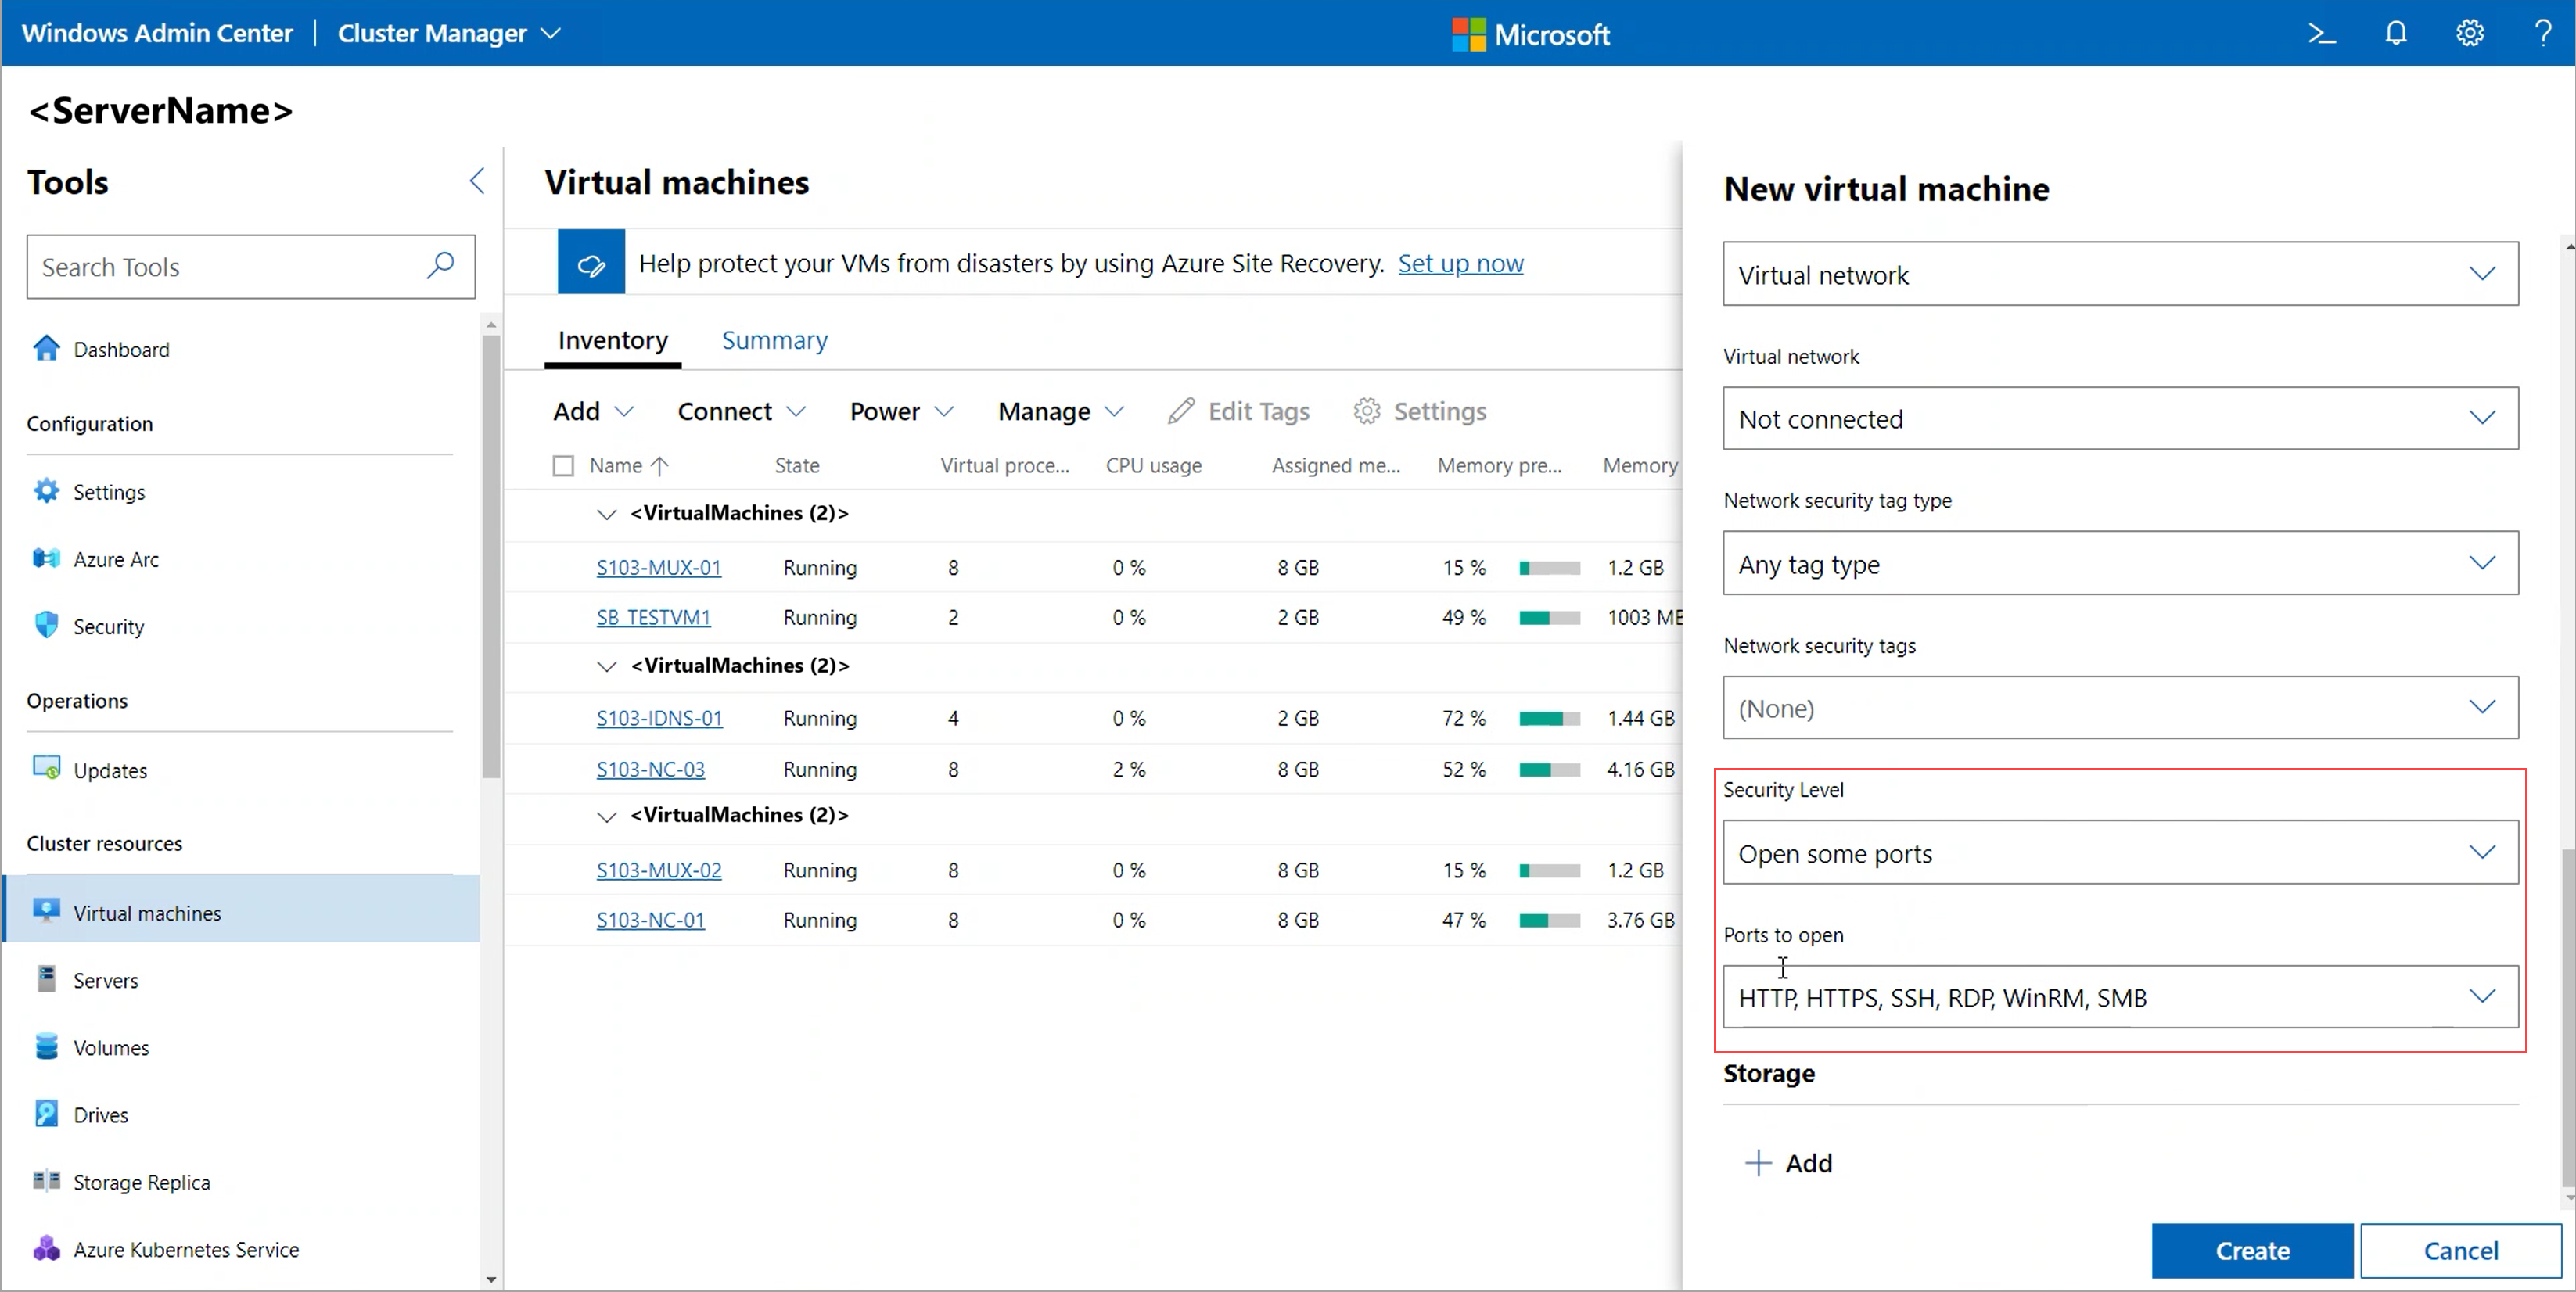 Windows Admin Center | Cluster Manager
Microsoft
<ServerName>
Tools
Search Tools
Dashboard
Configuration
Settings
Azure Arc
Security
Operations
Updates
Cluster resources
Virtual machines
Servers
Volumes
Drives
Storage Replica
Azure Kubernetes Service
Virtual machines
Help protect your VMs from disasters by using Azure Site Recovery. Set up now
Inventory Summary
Add Connect Power Manage Edit Tags Settings
Name State Virtual proce... CPU usage Assigned me... Memory pre... Memory
<VirtualMachines (2)>
S103-MUX-01 Running 8 0 % 8 GB 15 % 1.2 GB
SB_TESTVM1 Running 2 0 % 2 GB 49 % 1003 MB
<VirtualMachines (2)>
S103-IDNS-01 Running 4 0 % 2 GB 72 % 1.44 GB
S103-NC-03 Running 8 2 % 8 GB 52 % 4.16 GB
<VirtualMachines (2)>
S103-MUX-02 Running 8 0 % 8 GB 15 % 1.2 GB
S103-NC-01 Running 8 0 % 8 GB 47 % 3.76 GB
New virtual machine
Virtual network
Virtual network
Not connected
Network security tag type
Any tag type
Network security tags
(None)
Security Level
Open some ports
Ports to open
HTTP, HTTPS, SSH, RDP, WinRM, SMB
Storage
Add
Create Cancel